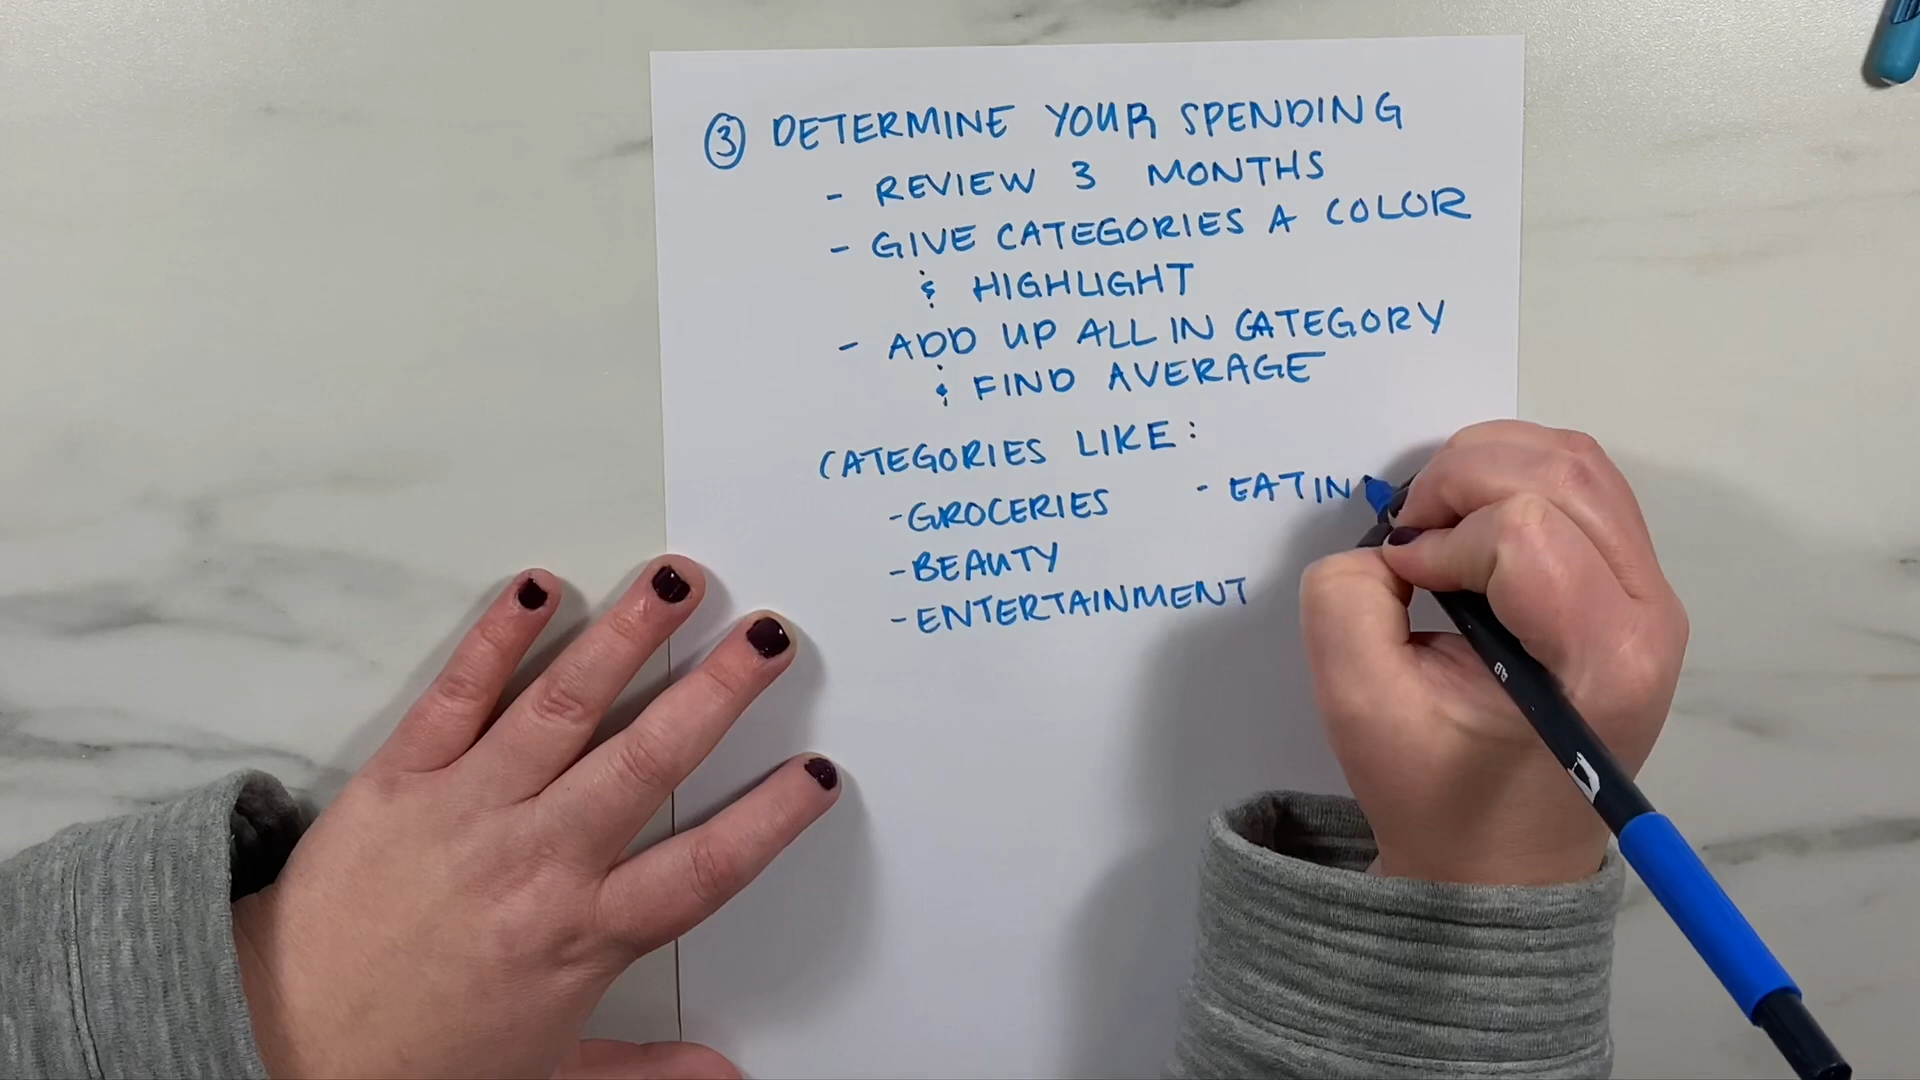 ③ DETERMINE YOUR SPENDING
- REVIEW 3 MONTHS
- GIVE CATEGORIES A COLOR
& HIGHLIGHT
- ADD UP ALL IN CATEGORY
& FIND AVERAGE
CATEGORIES LIKE:
- GROCERIES
- BEAUTY
- ENTERTAINMENT
- EATIN